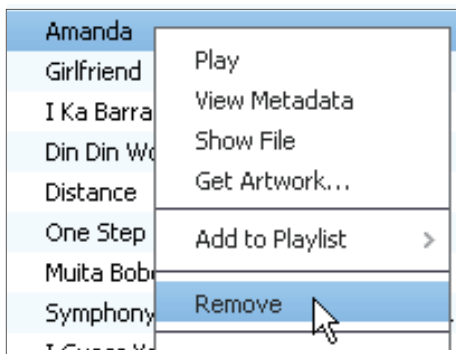 Amanda
Girlfriend
I Ka Barra
Din Din Wo
Distance
One Step
Muita Bob
Symphony
Play
View Metadata
Show File
Get Artwork...
Add to Playlist
Remove